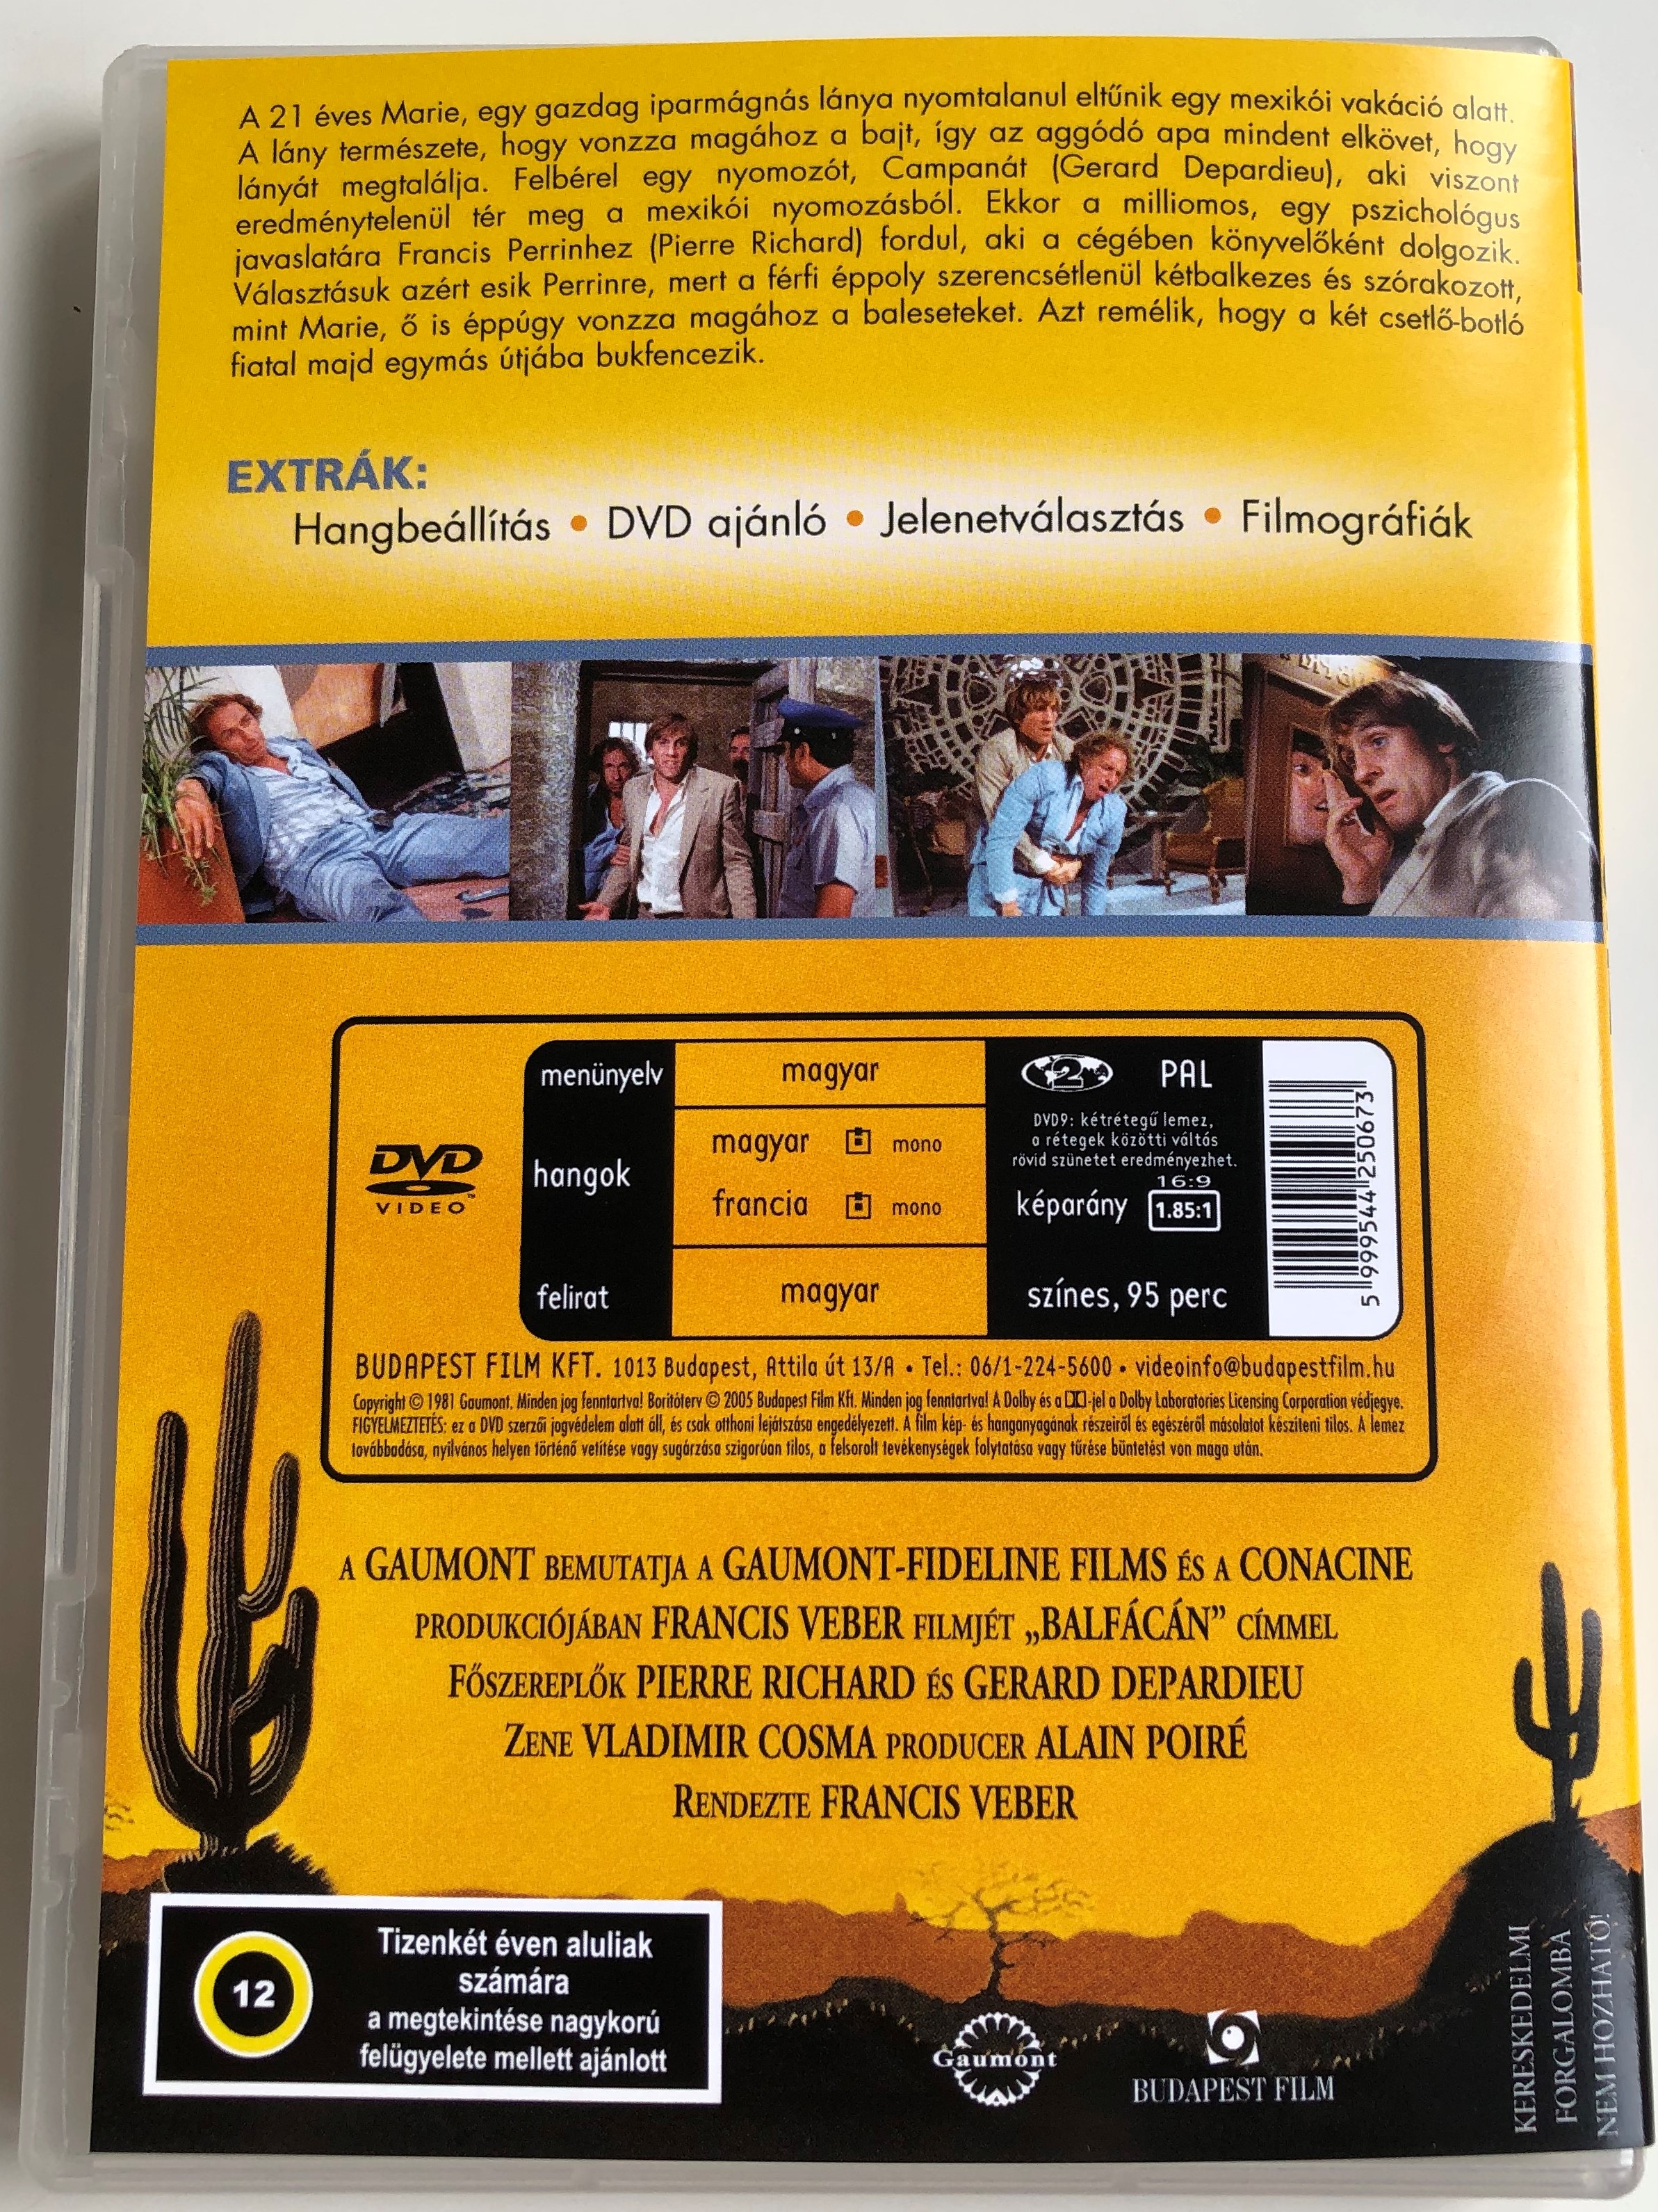 A 21 éves Marie, egy gazdag iparmágnás lánya nyomtalanul eltűnik egy mexikói vakáció alatt.
A lány természete, hogy vonzza magához a bajt, így az aggódó apa mindent elkövet, hogy
lányát megtalálja. Felbérel egy nyomozót, Campanát (Gerard Depardieu), aki viszont
eredménytelenül tér meg a mexikói nyomozásból. Ekkor a milliomos, egy pszichológus
javaslatára Francis Perrinhez (Pierre Richard) fordul, aki a cégében könyvelőként dolgozik.
Választásuk azért esik Perrinre, mert a férfi éppoly szerencsétlenül kétbalkezes és szórakozott,
mint Marie, ő is éppúgy vonzza magához a baleseteket. Azt remélik, hogy a két csetlő-botló
fiatal majd egymás útjába bukfencezik.
EXTRÁK:
Hangbeállítás • DVD ajánló • Jelenetválasztás • Filmográfiák
DVD
VIDEO
menünyelv magyar
hangok
magyar mono
francia mono
felirat magyar
2 PAL
DVD9: kétrétegű lemez,
a rétegek közötti váltás
rövid szünetet eredményezhet.
16:9
képarány 1.85:1
színes, 95 perc
5 999544 250673
BUDAPEST FILM KFT. 1013 Budapest, Attila út 13/A • Tel.: 06/1-224-5600 • videoinfo@budapestfilm.hu
Copyright © 1981 Gaumont. Minden jog fenntartva! Borítóterv © 2005 Budapest Film Kft. Minden jog fenntartva! A Dolby és a -jel a Dolby Laboratories Licensing Corporation védjegye.
FIGYELMEZTETÉS: ez a DVD szerzői jogvédelem alatt áll, és csak otthoni lejátszása engedélyezett. A film kép- és hanganyagának részeiről és egészéről másolatot készíteni tilos. A lemez
továbbadása, nyilvános helyen történő vetítése vagy sugárzása szigorúan tilos, a felsorolt tevékenységek folytatása vagy tűrése büntetést von maga után.
A GAUMONT BEMUTATJA A GAUMONT-FIDELINE FILMS ÉS A CONACINE
PRODUKCIÓJÁBAN FRANCIS VEBER FILMJÉT „BALFÁCÁN” CÍMMEL
FŐSZEREPLŐK PIERRE RICHARD ÉS GERARD DEPARDIEU
ZENE VLADIMIR COSMA PRODUCER ALAIN POIRÉ
RENDEZTE FRANCIS VEBER
12
Tizenkét éven aluliak
számára
a megtekintése nagykorú
felügyelete mellett ajánlott
Gaumont
BUDAPEST FILM
KERESKEDELMI
FORGALOMBA
NEM HOZHATÓ!